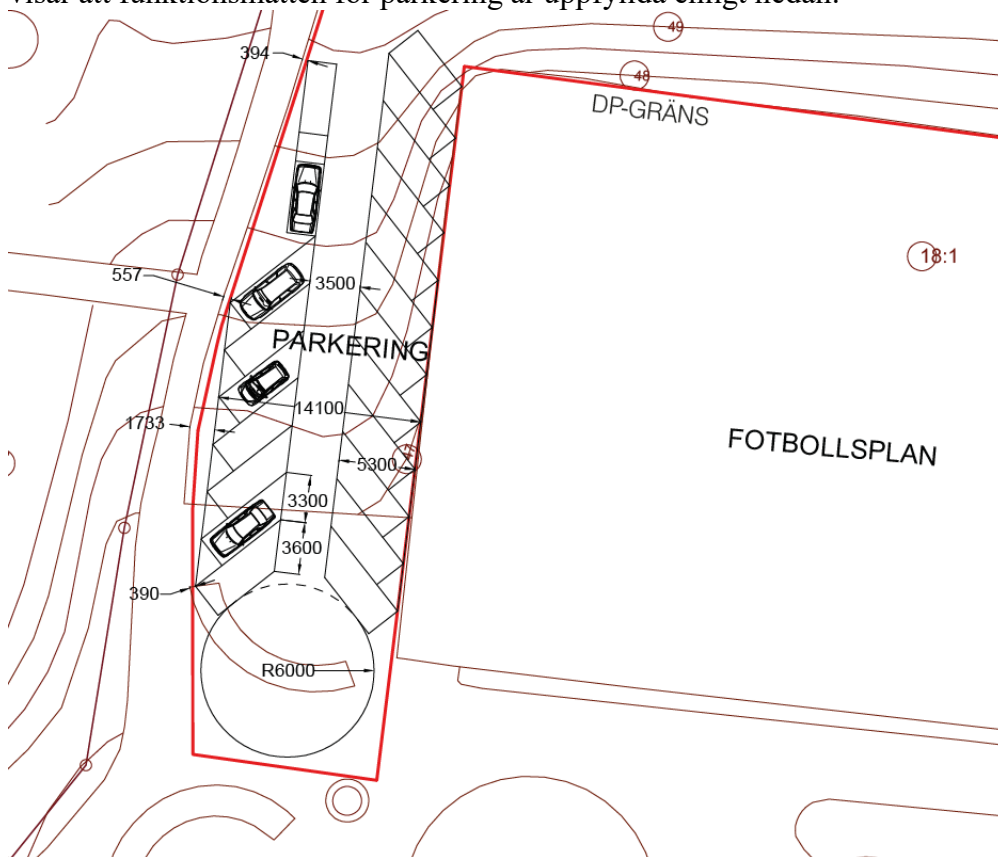 visar att funktionsmåtten för parkering är uppfyllda enligt nedan.
49
394
48
DP-GRÄNS
18:1
557
3500
PARKERING
14100
1733
FOTBOLLSPLAN
5300
3300
3600
390
R6000